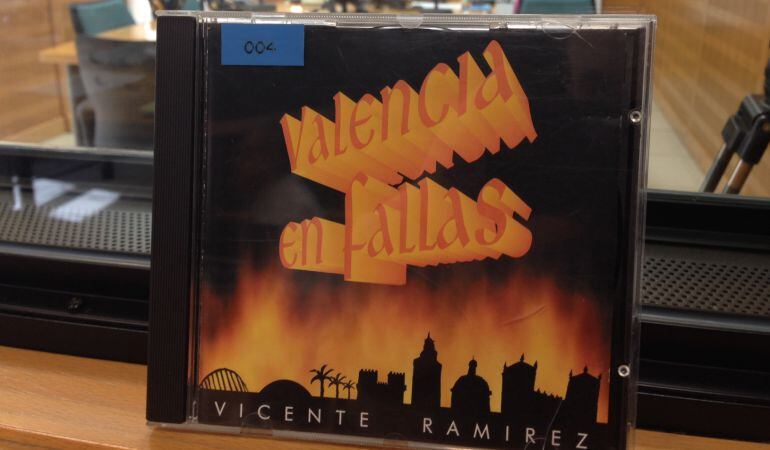 004
Valencia
en fallas
VICENTE RAMIREZ